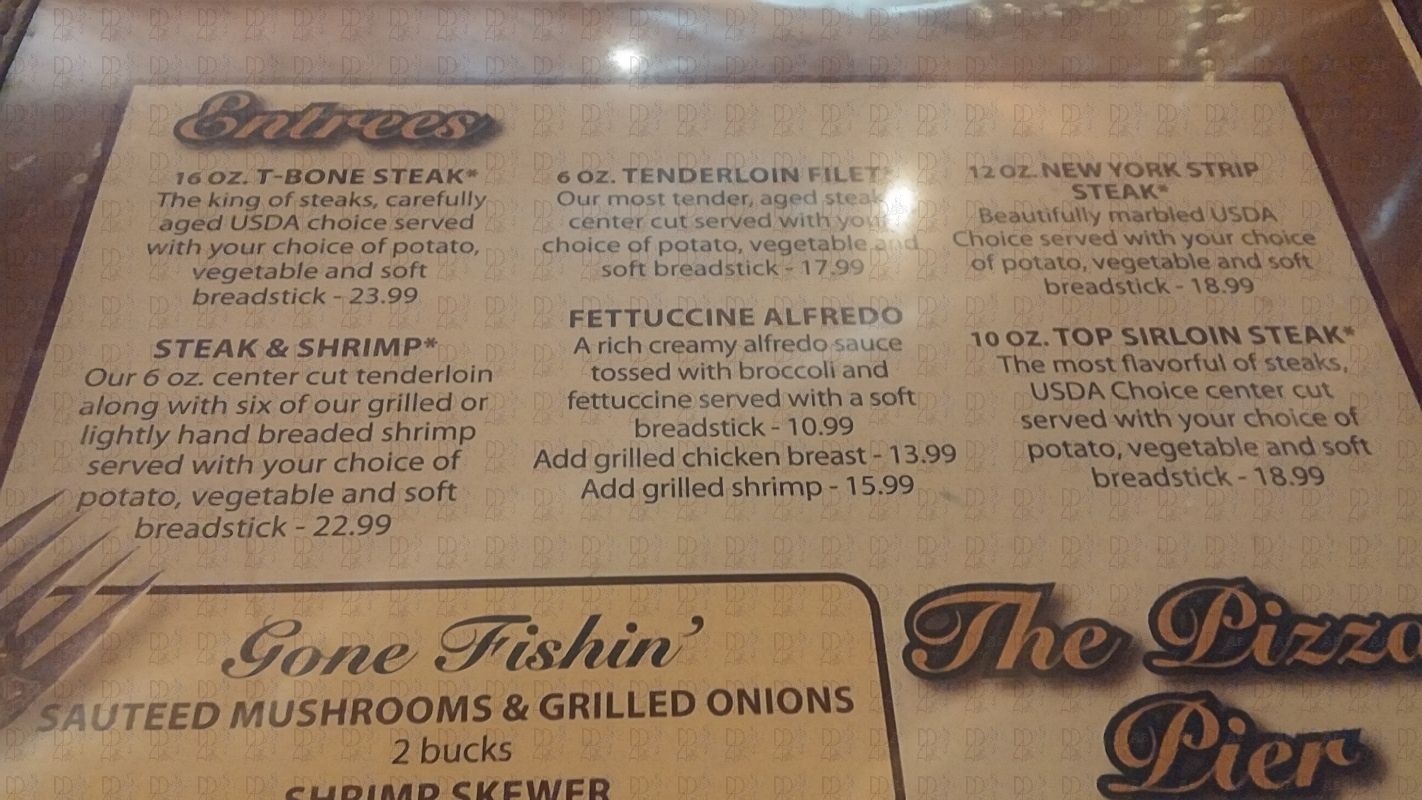 Entrees
16 OZ. T-BONE STEAK*
The king of steaks, carefully
aged USDA choice served
with your choice of potato,
vegetable and soft
breadstick - 23.99
STEAK & SHRIMP*
Our 6 oz. center cut tenderloin
along with six of our grilled or
lightly hand breaded shrimp
served with your choice of
potato, vegetable and soft
breadstick - 22.99
6 OZ. TENDERLOIN FILET*
Our most tender, aged steak
center cut served with your
choice of potato, vegetable and
soft breadstick - 17.99
FETTUCCINE ALFREDO
A rich creamy alfredo sauce
tossed with broccoli and
fettuccine served with a soft
breadstick - 10.99
Add grilled chicken breast - 13.99
Add grilled shrimp - 15.99
12 OZ. NEW YORK STRIP
STEAK*
Beautifully marbled USDA
Choice served with your choice
of potato, vegetable and soft
breadstick - 18.99
10 OZ. TOP SIRLOIN STEAK*
The most flavorful of steaks,
USDA Choice center cut
served with your choice of
potato, vegetable and soft
breadstick - 18.99
Gone Fishin'
SAUTEED MUSHROOMS & GRILLED ONIONS
2 bucks
SHRIMP SKEWER
The Pizza
Pier